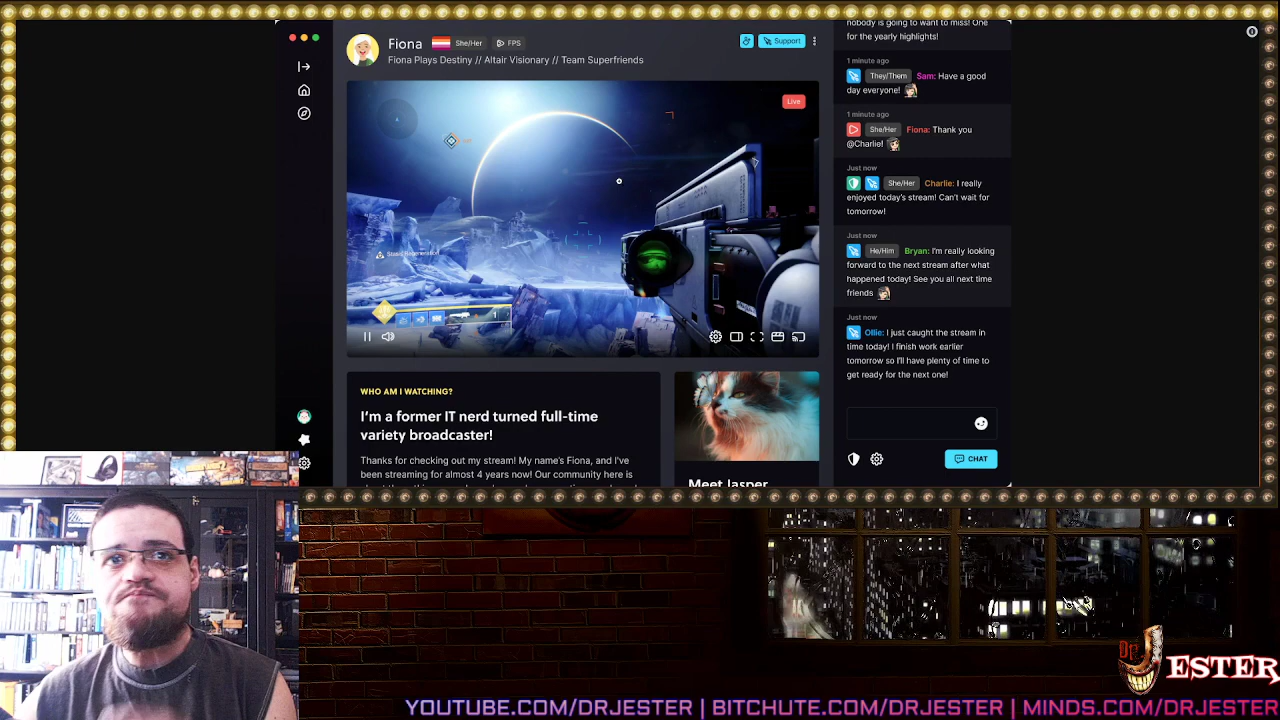 Fiona She/Her FPS
Fiona Plays Destiny // Altair Visionary // Team Superfriends
Support
Live
1
WHO AM I WATCHING?
I'm a former IT nerd turned full-time
variety broadcaster!
Thanks for checking out my stream! My name's Fiona, and I've
been streaming for almost 4 years now! Our community here is
Meet Jasper
nobody is going to want to miss! One
for the yearly highlights!
1 minute ago
They/Them Sam: Have a good
day everyone!
1 minute ago
She/Her Fiona: Thank you
@Charlie!
Just now
She/Her Charlie: I really
enjoyed today's stream! Can't wait for
tomorrow!
Just now
He/Him Bryan: I'm really looking
forward to the next stream after what
happened today! See you all next time
friends
Just now
Ollie: I just caught the stream in
time today! I finish work earlier
tomorrow so I'll have plenty of time to
get ready for the next one!
CHAT
Dr JESTER
YOUTUBE.COM/DRJESTER | BITCHUTE.COM/DRJESTER | MINDS.COM/DRJESTER